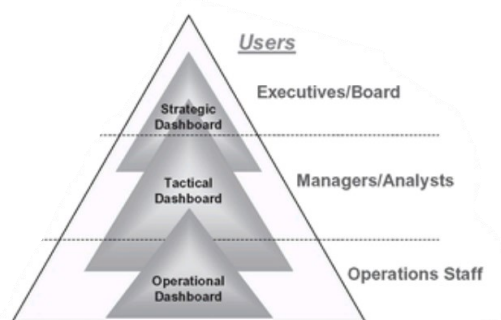 Users
Executives/Board
Strategic
Dashboard
Managers/Analysts
Tactical
Dashboard
Operations Staff
Operational
Dashboard